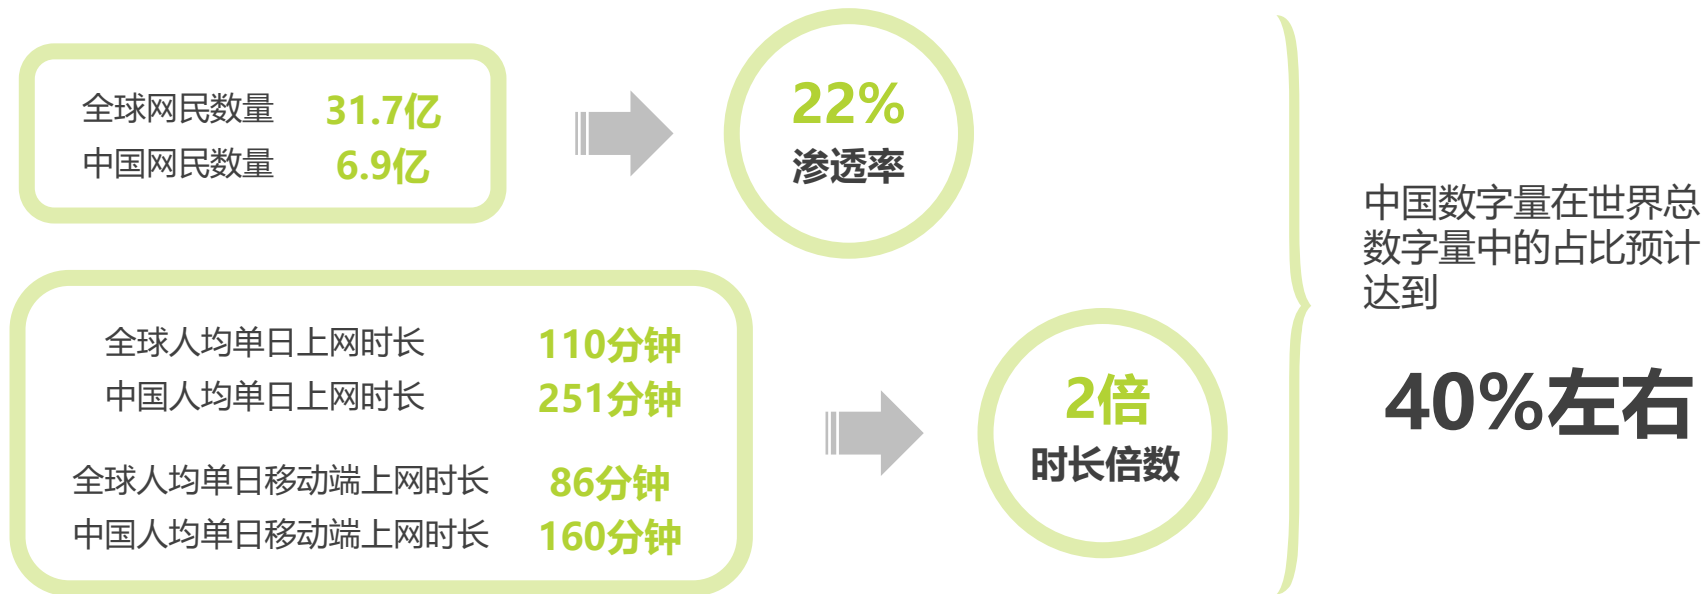 全球网民数量 31.7亿
中国网民数量 6.9亿
22%
渗透率
全球人均单日上网时长 110分钟
中国人均单日上网时长 251分钟
全球人均单日移动端上网时长 86分钟
中国人均单日移动端上网时长 160分钟
2倍
时长倍数
中国数字量在世界总
数字量中的占比预计
达到
40%左右